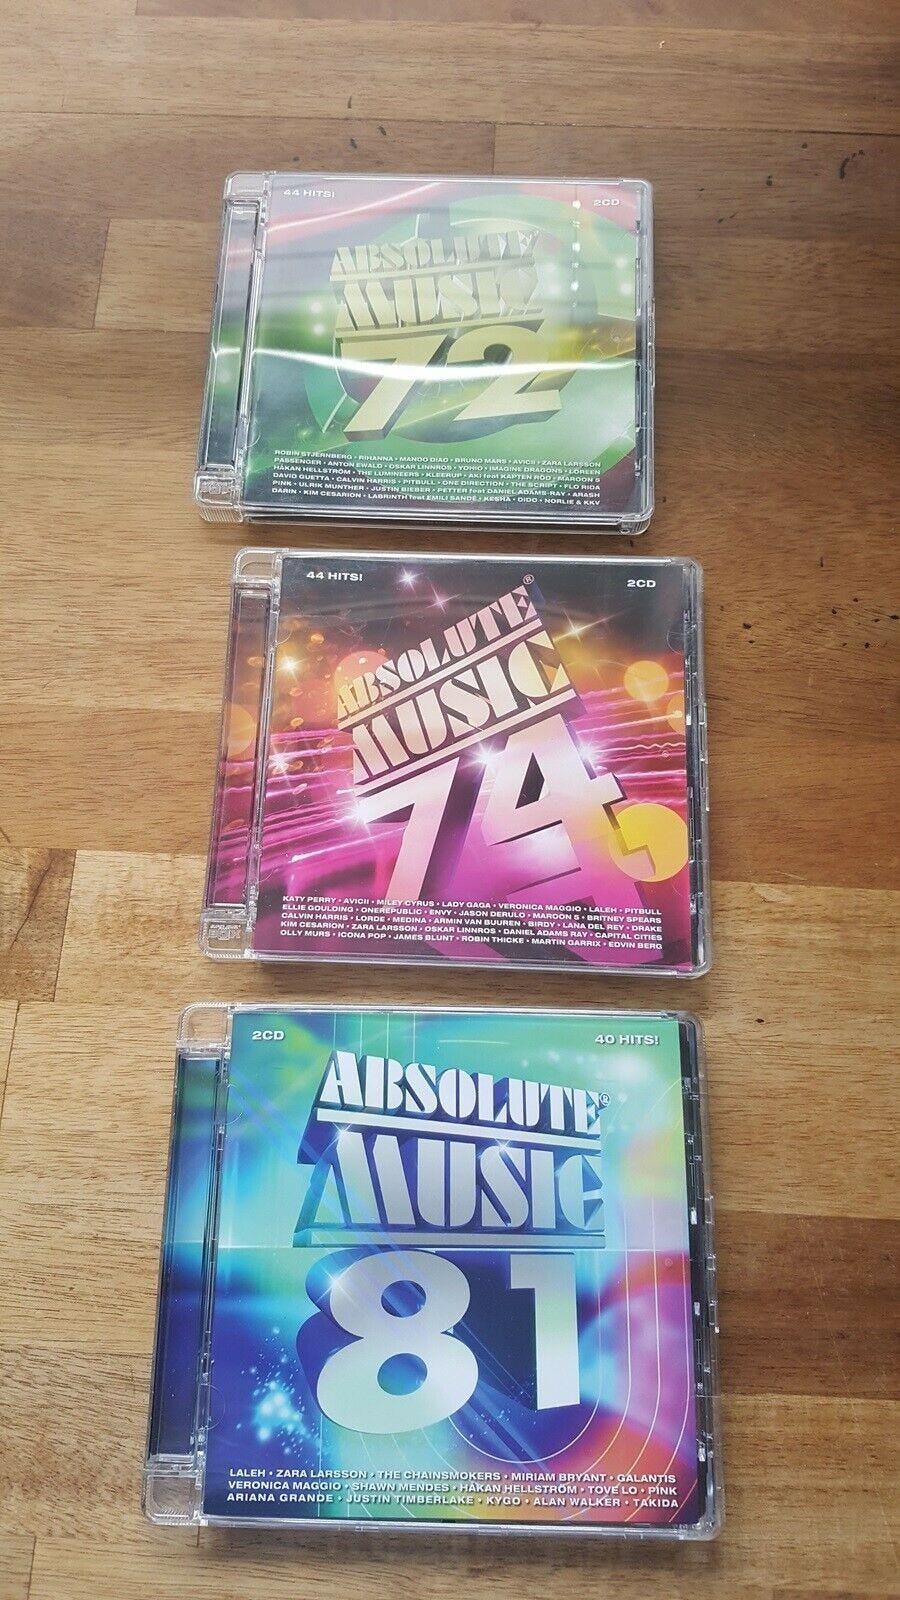 44 HITS!
2CD
ABSOLUTE
MUSIC
72
ROBIN STJERNBERG • RIHANNA • MANDO DIAO • BRUNO MARS • AVICII • ZARA LARSSON
PASSENGER • ANTON EWALD • OSKAR LINNROS • YOHIO • IMAGINE DRAGONS • LOREEN
HÅKAN HELLSTRÖM • THE LUMINEERS • KLEERUP • AKI feat KAPTEN RÖD • MAROON 5
DAVID GUETTA • CALVIN HARRIS • PITBULL • ONE DIRECTION • THE SCRIPT • FLO RIDA
PINK • ULRIK MUNTHER • JUSTIN BIEBER • PETTER feat DANIEL ADAMS-RAY • ARASH
DARIN • KIM CESARION • LABRINTH feat EMILI SANDÉ • KESHA • DIDO • NORLIE & KKV
44 HITS!
2CD
ABSOLUTE®
MUSIC
74
KATY PERRY • AVICII • MILEY CYRUS • LADY GAGA • VERONICA MAGGIO • LALEH • PITBULL
ELLIE GOULDING • ONEREPUBLIC • ENVY • JASON DERULO • MAROON 5 • BRITNEY SPEARS
CALVIN HARRIS • LORDE • MEDINA • ARMIN VAN BUUREN • BIRDY • LANA DEL REY • DRAKE
KIM CESARION • ZARA LARSSON • OSKAR LINNROS • DANIEL ADAMS RAY • CAPITAL CITIES
OLLY MURS • ICONA POP • JAMES BLUNT • ROBIN THICKE • MARTIN GARRIX • EDVIN BERG
2CD
40 HITS!
ABSOLUTE®
MUSIC
81
LALEH • ZARA LARSSON • THE CHAINSMOKERS • MIRIAM BRYANT • GALANTIS
VERONICA MAGGIO • SHAWN MENDES • HÅKAN HELLSTRÖM • TOVE LO • P!NK
ARIANA GRANDE • JUSTIN TIMBERLAKE • KYGO • ALAN WALKER • TAKIDA